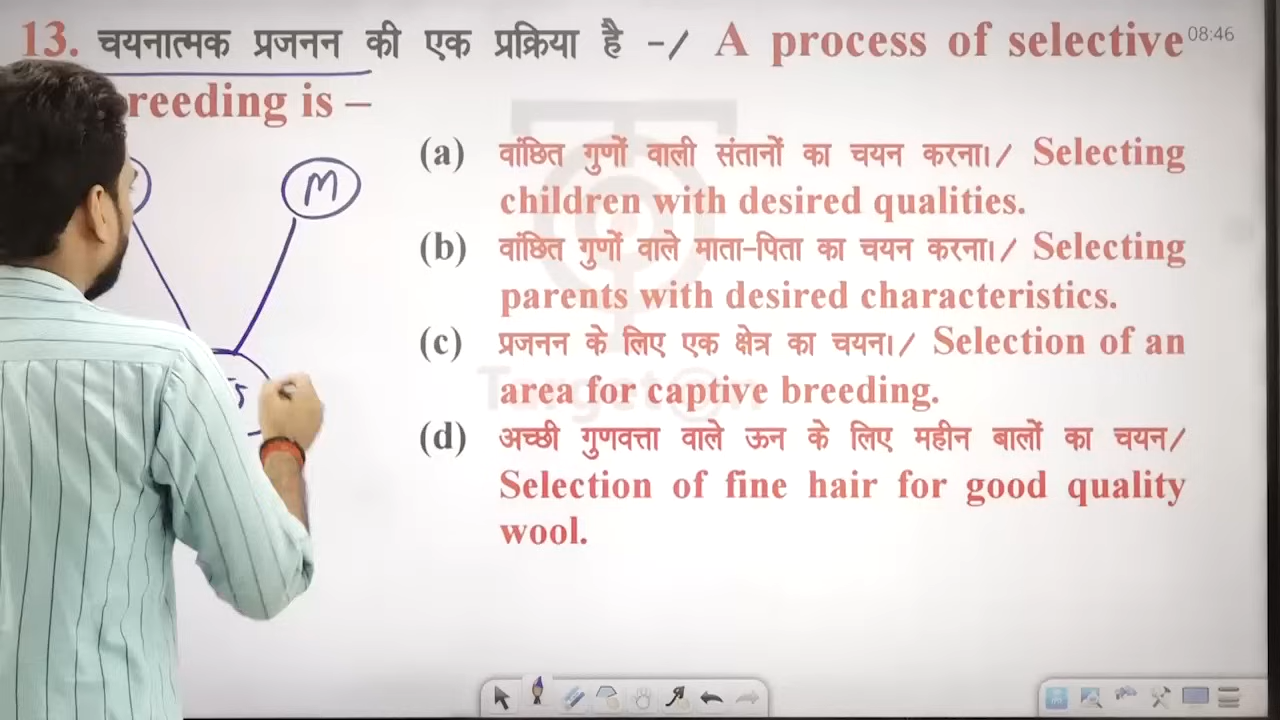 13. चयनात्मक प्रजनन की एक प्रक्रिया है -/ A process of selective
reeding is –
08:46
M
(a) वांछित गुणों वाली संतानों का चयन करना।/ Selecting
children with desired qualities.
(b) वांछित गुणों वाले माता-पिता का चयन करना।/ Selecting
parents with desired characteristics.
(c) प्रजनन के लिए एक क्षेत्र का चयन।/ Selection of an
area for captive breeding.
(d) अच्छी गुणवत्ता वाले ऊन के लिए महीन बालों का चयन/
Selection of fine hair for good quality
wool.